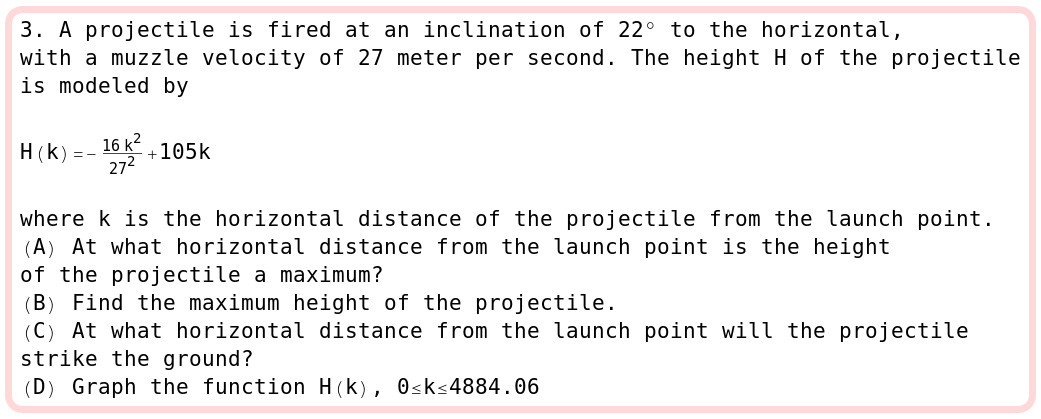 3. A projectile is fired at an inclination of 22° to the horizontal,
with a muzzle velocity of 27 meter per second. The height H of the projectile
is modeled by
H(k)=-\frac{16 k^2}{27^2}+105k
where k is the horizontal distance of the projectile from the launch point.
(A) At what horizontal distance from the launch point is the height
of the projectile a maximum?
(B) Find the maximum height of the projectile.
(C) At what horizontal distance from the launch point will the projectile
strike the ground?
(D) Graph the function H(k), 0≤k≤4884.06